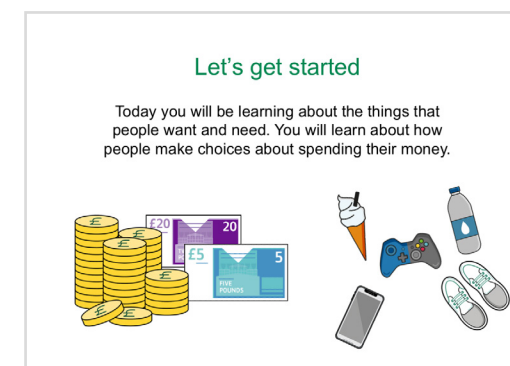 Let's get started
Today you will be learning about the things that
people want and need. You will learn about how
people make choices about spending their money.
£20
20
£5
5
FIVE
POUNDS
£
£
£
£
£
£